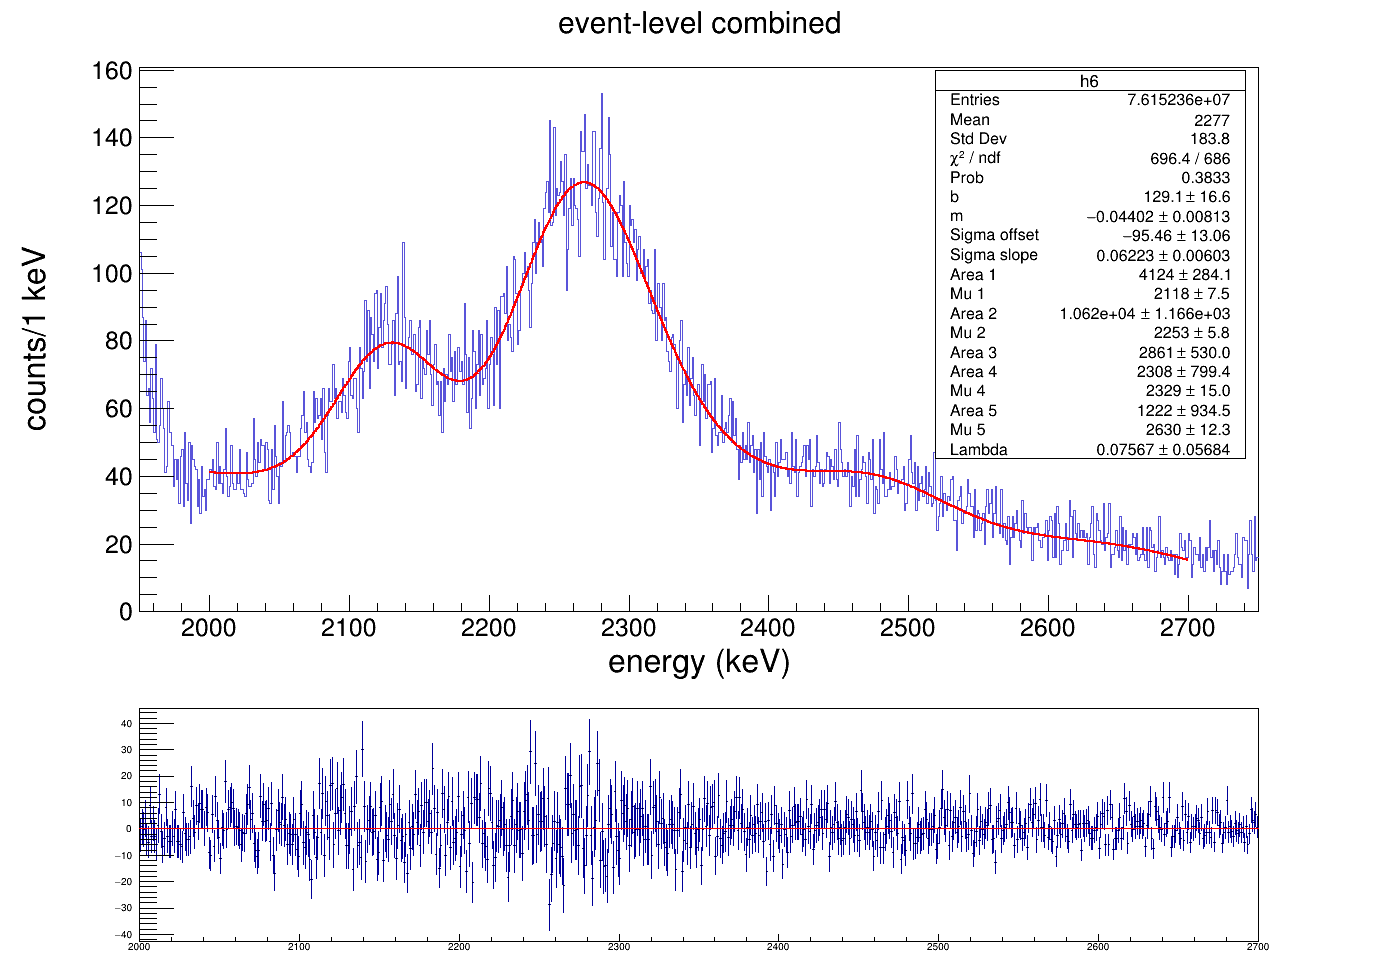 event-level combined
160
140
120
100
80
60
40
20
0
counts/1 keV
2000 2100 2200 2300 2400 2500 2600 2700
energy (keV)
h6
Entries 7.615236e+07
Mean 2277
Std Dev 183.8
χ² / ndf 696.4 / 686
Prob 0.3833
b 129.1 ± 16.6
m −0.04402 ± 0.00813
Sigma offset −95.46 ± 13.06
Sigma slope 0.06223 ± 0.00603
Area 1 4124 ± 284.1
Mu 1 2118 ± 7.5
Area 2 1.062e+04 ± 1.166e+03
Mu 2 2253 ± 5.8
Area 3 2861 ± 530.0
Area 4 2308 ± 799.4
Mu 4 2329 ± 15.0
Area 5 1222 ± 934.5
Mu 5 2630 ± 12.3
Lambda 0.07567 ± 0.05684
40
30
20
10
0
−10
−20
−30
−40
2000 2100 2200 2300 2400 2500 2600 2700